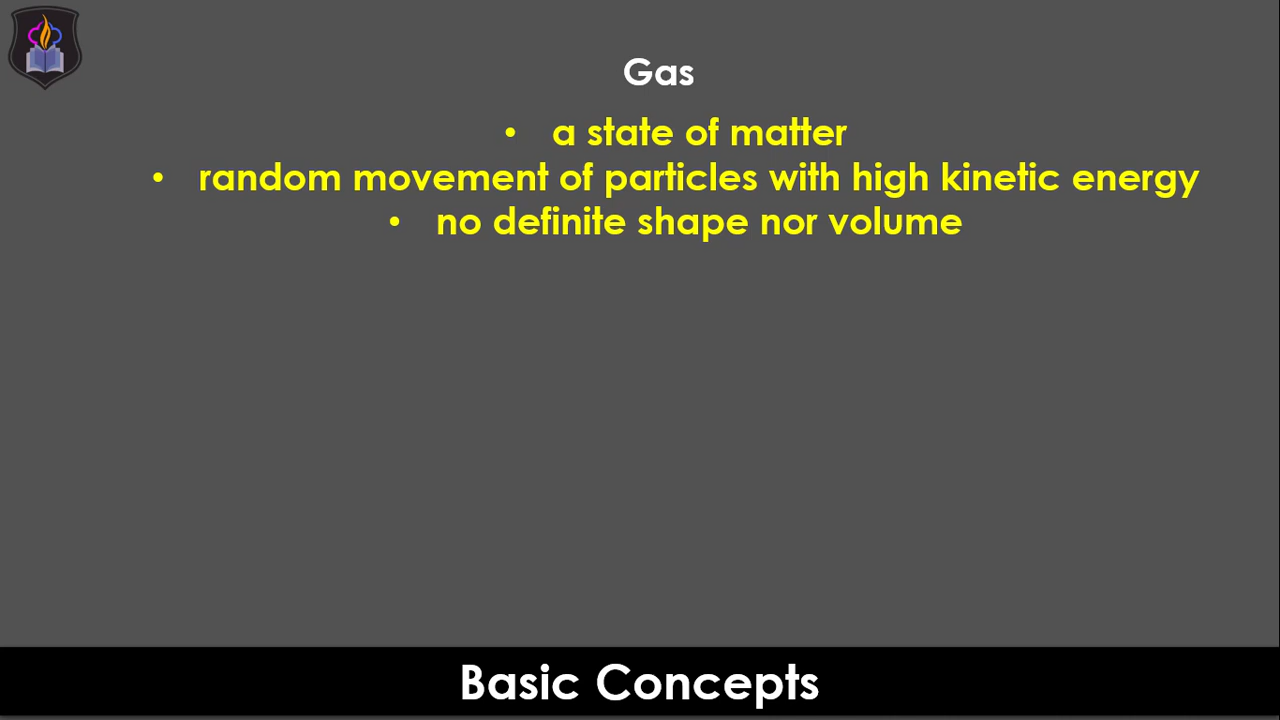 Gas
• a state of matter
• random movement of particles with high kinetic energy
• no definite shape nor volume
Basic Concepts